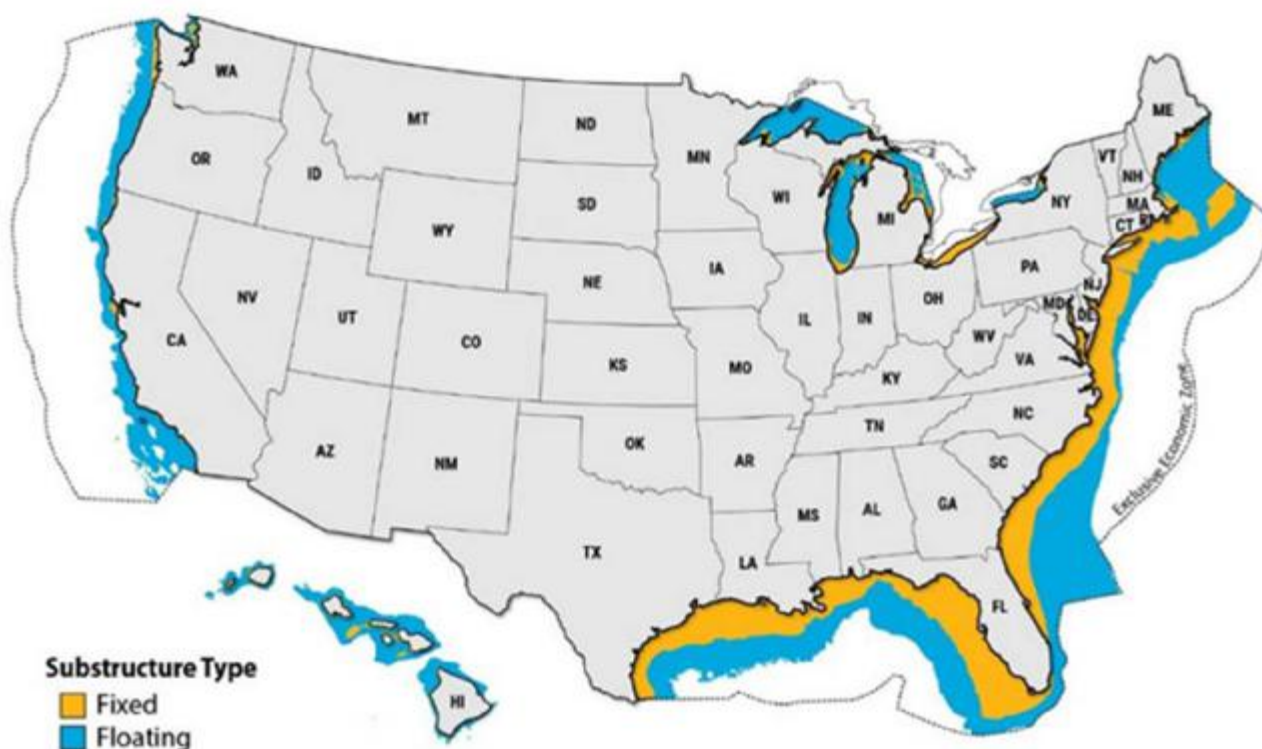 WA
MT
ND
MN
ME
OR
ID
SD
WI
MI
VT
NH
NY
MA
CT
RI
WY
IA
PA
NJ
NE
NV
UT
CO
IL
IN
OH
MD
DE
WV
VA
CA
KS
MO
KY
NC
TN
AZ
NM
OK
AR
SC
MS
AL
GA
TX
LA
FL
HI
Exclusive Economic Zone
Substructure Type
Fixed
Floating